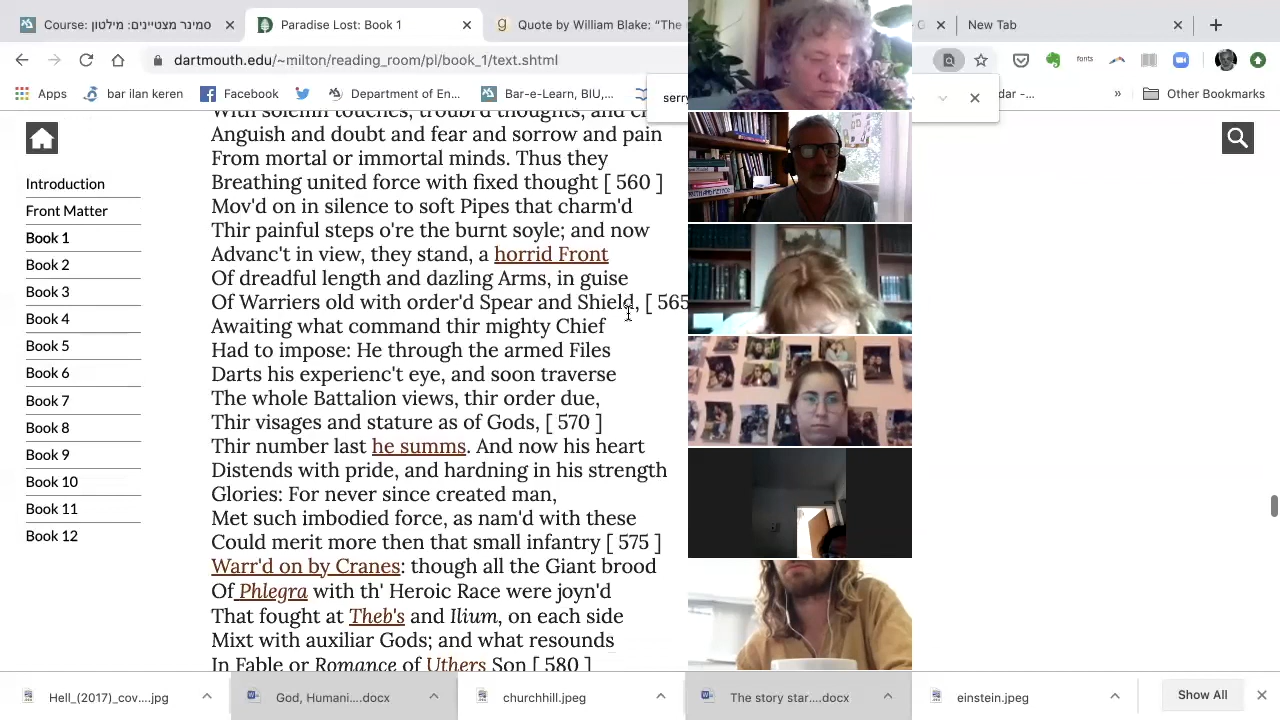 Course: סמינר מצטיינים: מילטון
Paradise Lost: Book 1
Quote by William Blake: "The
New Tab
dartmouth.edu/~milton/reading_room/pl/book_1/text.shtml
fonts
Apps
bar ilan keren
Facebook
Department of En...
Bar-e-Learn, BIU,...
dar -...
»
Other Bookmarks
serry
Introduction
Front Matter
Book 1
Book 2
Book 3
Book 4
Book 5
Book 6
Book 7
Book 8
Book 9
Book 10
Book 11
Book 12
With solemn touches, troubl'd thoughts, and
Anguish and doubt and fear and sorrow and pain
From mortal or immortal minds. Thus they
Breathing united force with fixed thought [ 560 ]
Mov'd on in silence to soft Pipes that charm'd
Thir painful steps o're the burnt soyle; and now
Advanc't in view, they stand, a horrid Front
Of dreadful length and dazling Arms, in guise
Of Warriers old with order'd Spear and Shield, [ 565
Awaiting what command thir mighty Chief
Had to impose: He through the armed Files
Darts his experienc't eye, and soon traverse
The whole Battalion views, thir order due,
Thir visages and stature as of Gods, [ 570 ]
Thir number last he summs. And now his heart
Distends with pride, and hardning in his strength
Glories: For never since created man,
Met such imbodied force, as nam'd with these
Could merit more then that small infantry [ 575 ]
Warr'd on by Cranes: though all the Giant brood
Of Phlegra with th' Heroic Race were joyn'd
That fought at Theb's and Ilium, on each side
Mixt with auxiliar Gods; and what resounds
In Fable or Romance of Uthers Son [ 580 ]
Hell_(2017)_cov....jpg
God, Humani....docx
churchhill.jpeg
The story star....docx
einstein.jpeg
Show All